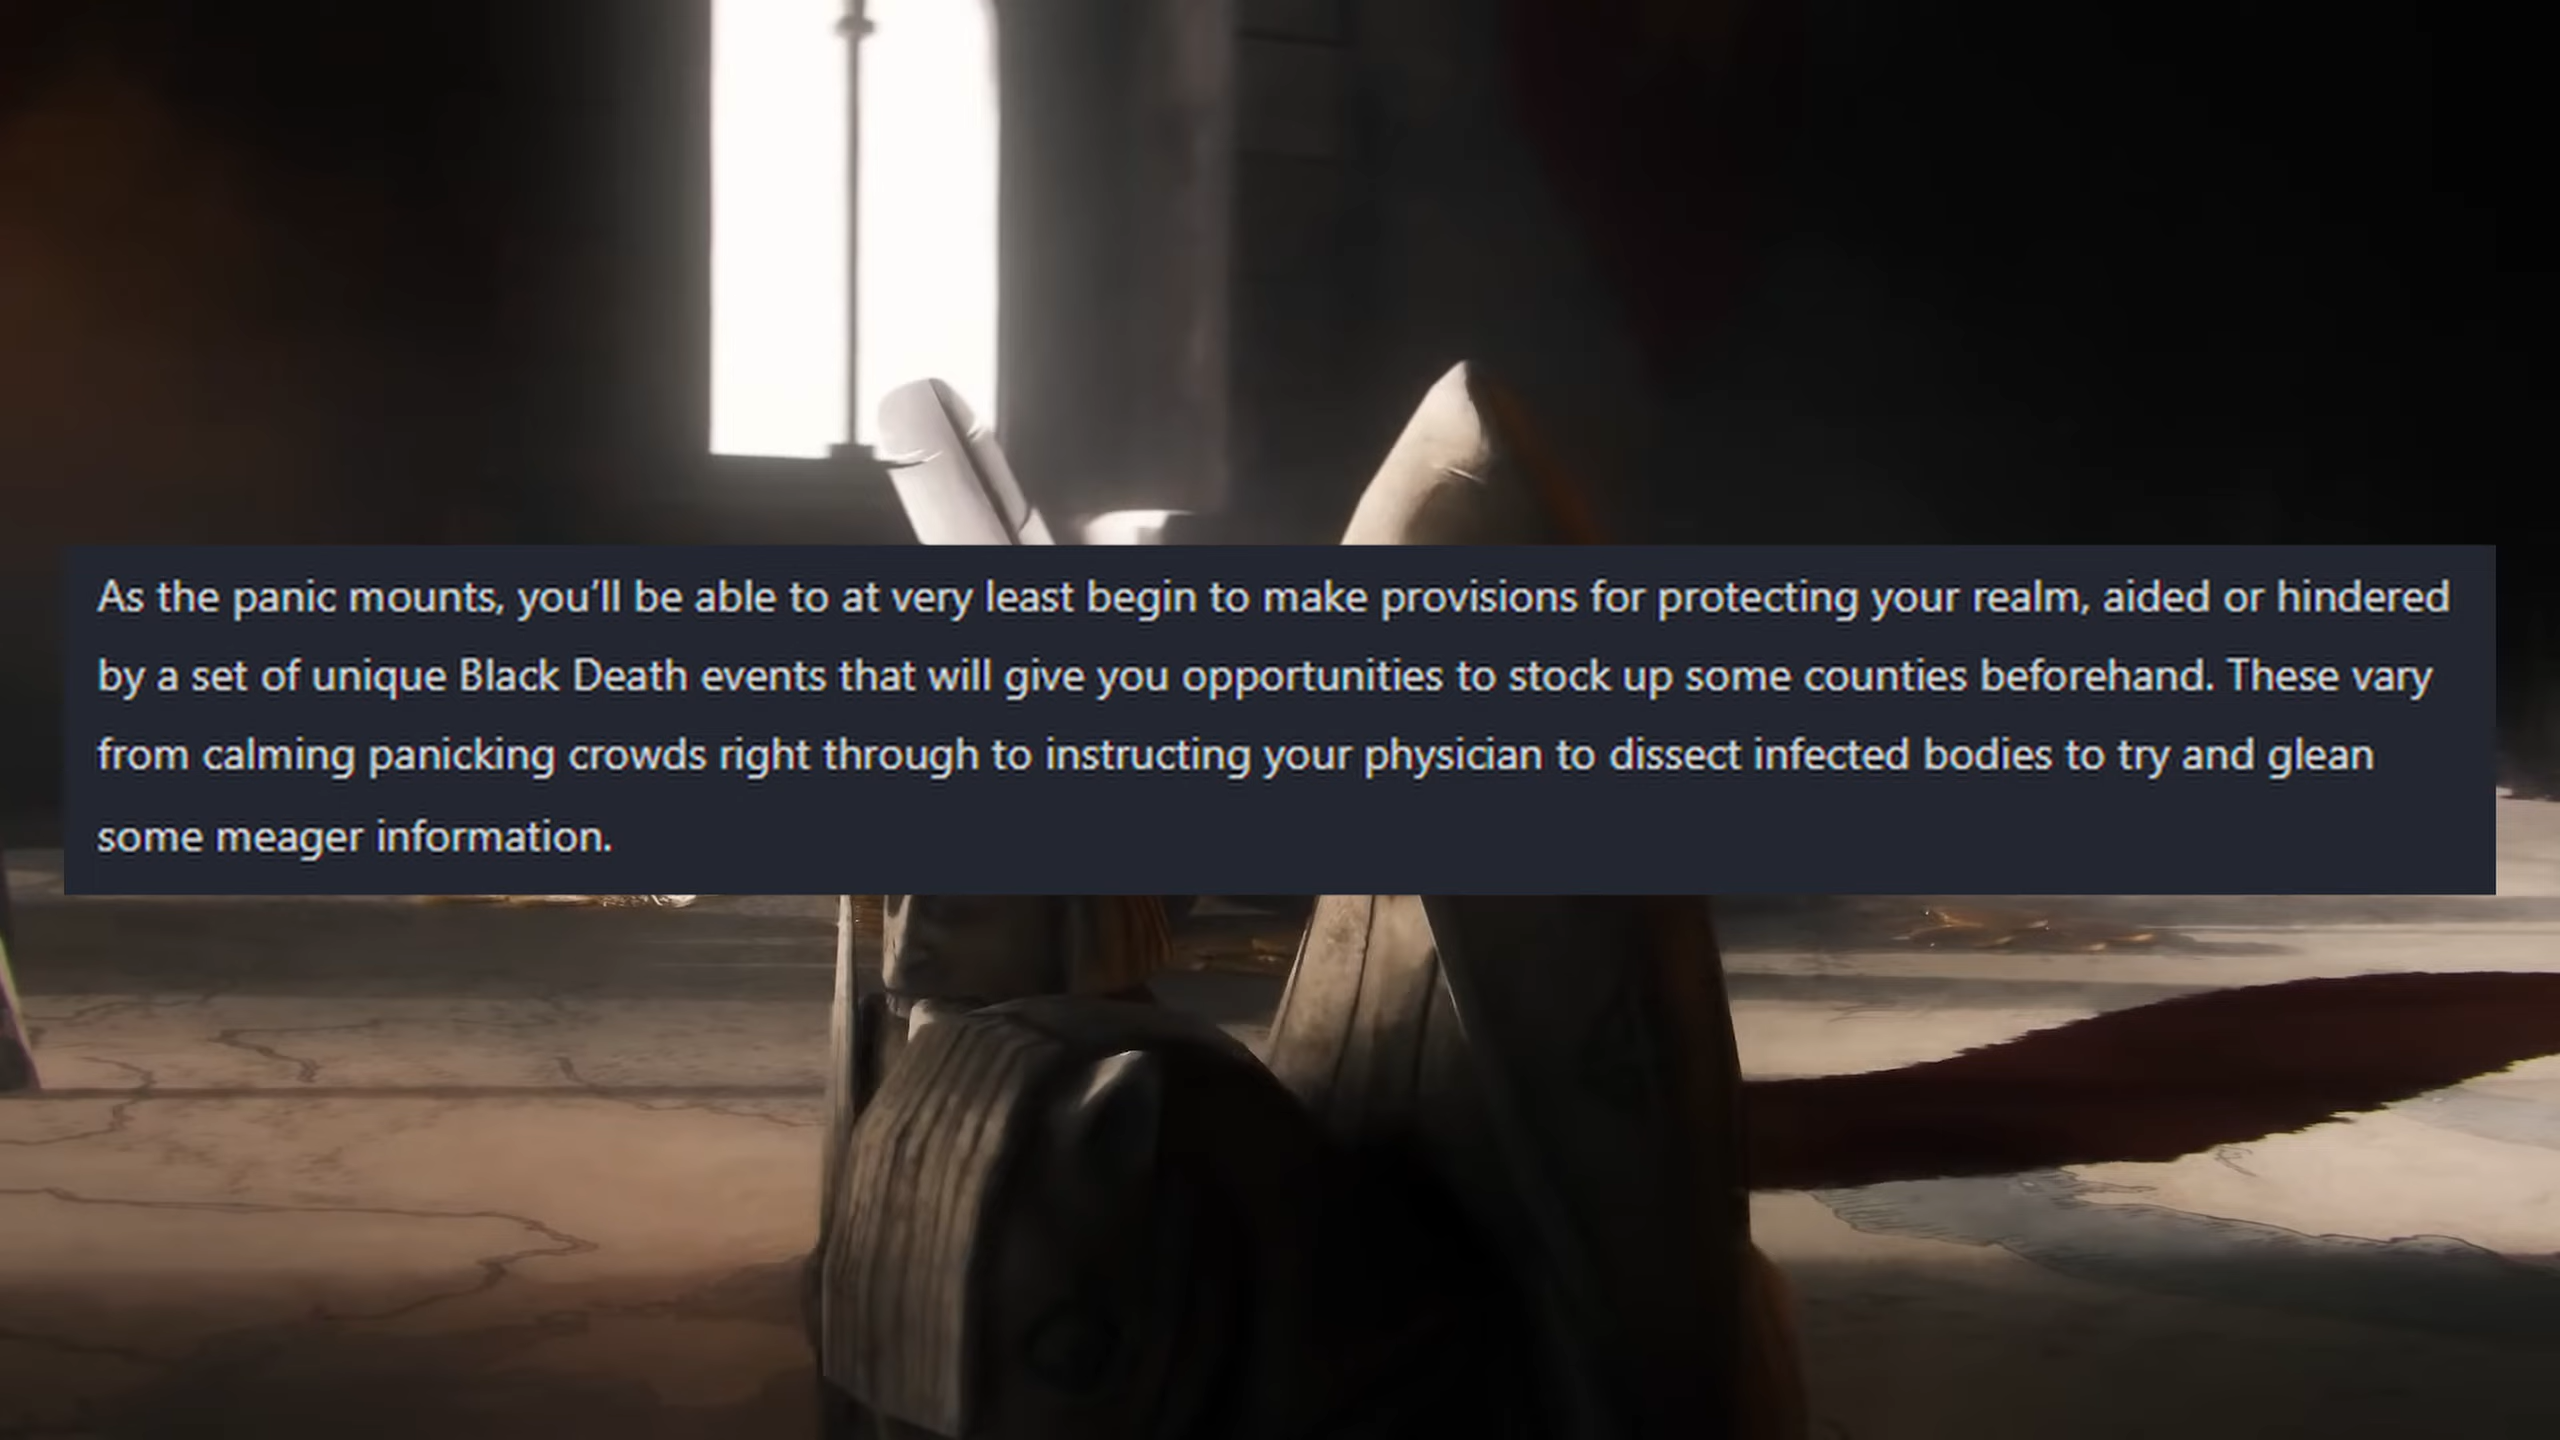 As the panic mounts, you’ll be able to at very least begin to make provisions for protecting your realm, aided or hindered
by a set of unique Black Death events that will give you opportunities to stock up some counties beforehand. These vary
from calming panicking crowds right through to instructing your physician to dissect infected bodies to try and glean
some meager information.